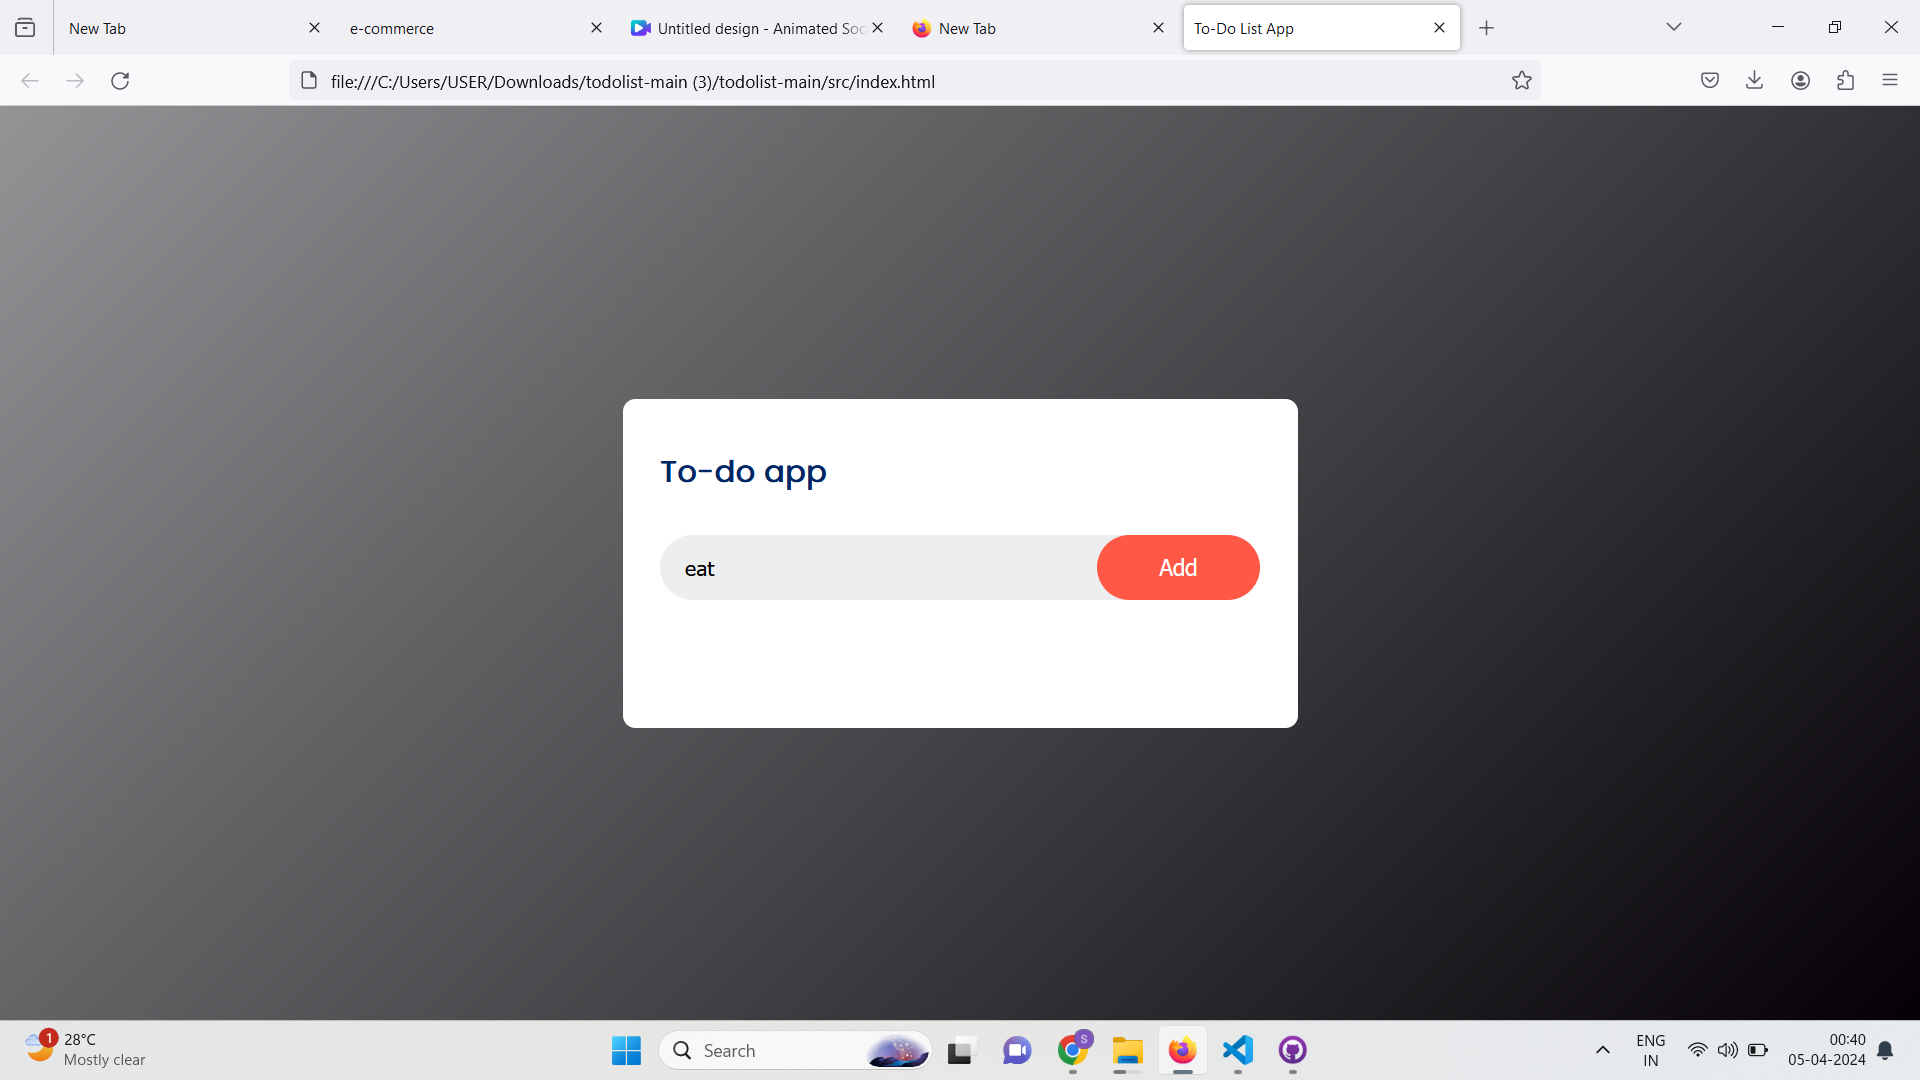 New Tab
e-commerce
Untitled design - Animated Soc
New Tab
To-Do List App
file:///C:/Users/USER/Downloads/todolist-main (3)/todolist-main/src/index.html
To-do app
eat
Add
1
28°C
Mostly clear
Search
S
ENG
IN
00:40
05-04-2024